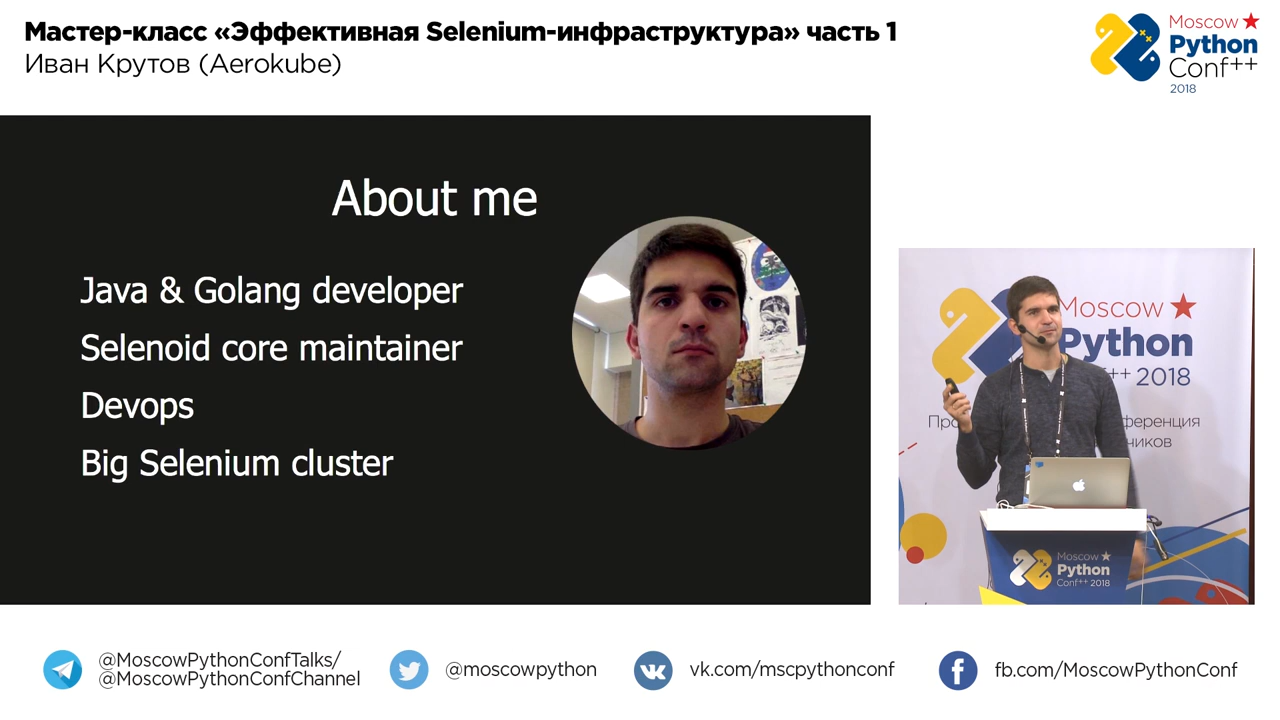 Мастер-класс «Эффективная Selenium-инфраструктура» часть 1
Иван Крутов (Aerokube)
Moscow
Python
Conf++
2018
About me
Java & Golang developer
Selenoid core maintainer
Devops
Big Selenium cluster
Moscow
Python
++ 2018
ференция
чиков
Moscow
Python
Conf++ 2018
@MoscowPythonConfTalks/
@MoscowPythonConfChannel
@moscowpython
vk.com/mscpythonconf
fb.com/MoscowPythonConf